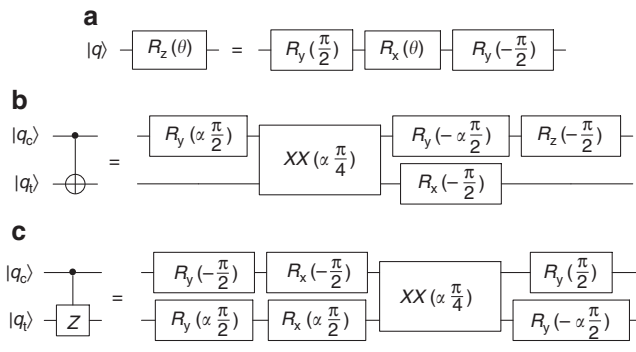 a
|q⟩ R_z(θ) = R_y(π/2) R_x(θ) R_y(−π/2)
b
|q_c⟩ R_y(α π/2) R_y(−α π/2) R_z(−π/2)
= XX(α π/4)
|q_t⟩ R_x(−π/2)
c
|q_c⟩ R_y(−π/2) R_x(−π/2) R_y(π/2)
= XX(α π/4)
|q_t⟩ Z R_y(α π/2) R_x(α π/2) R_y(−α π/2)